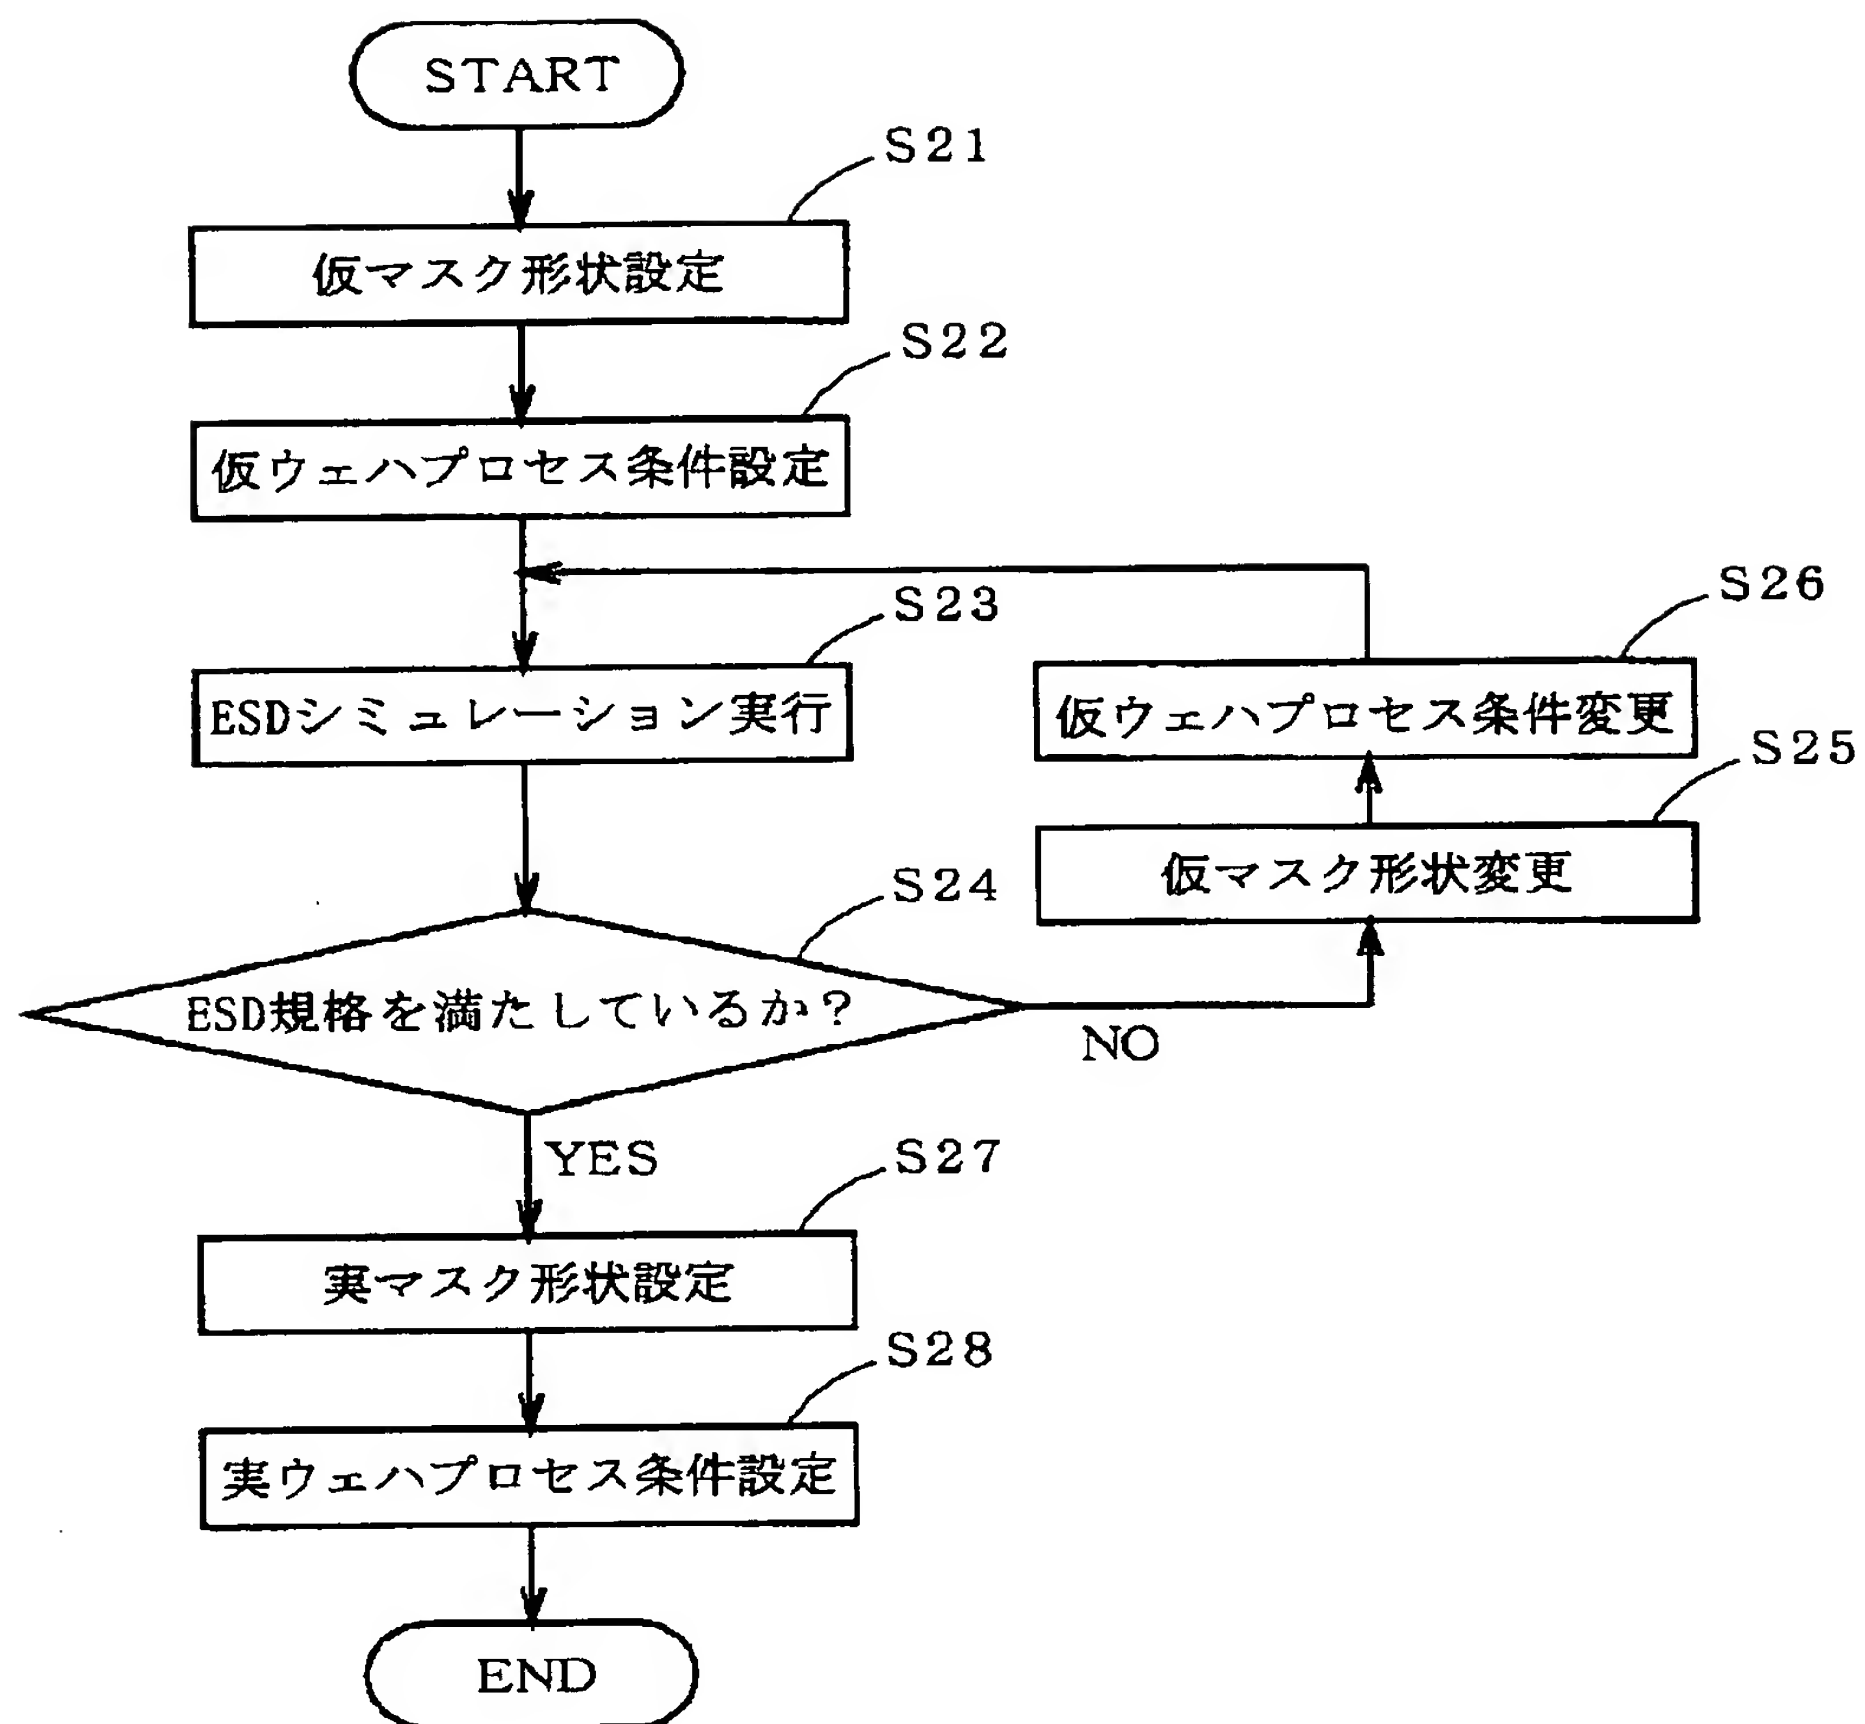 START
S21
仮マスク形状設定
S22
仮ウェハプロセス条件設定
S23
ESDシミュレーション実行
S26
仮ウェハプロセス条件変更
S25
仮マスク形状変更
S24
ESD規格を満たしているか?
NO
YES
S27
実マスク形状設定
S28
実ウェハプロセス条件設定
END